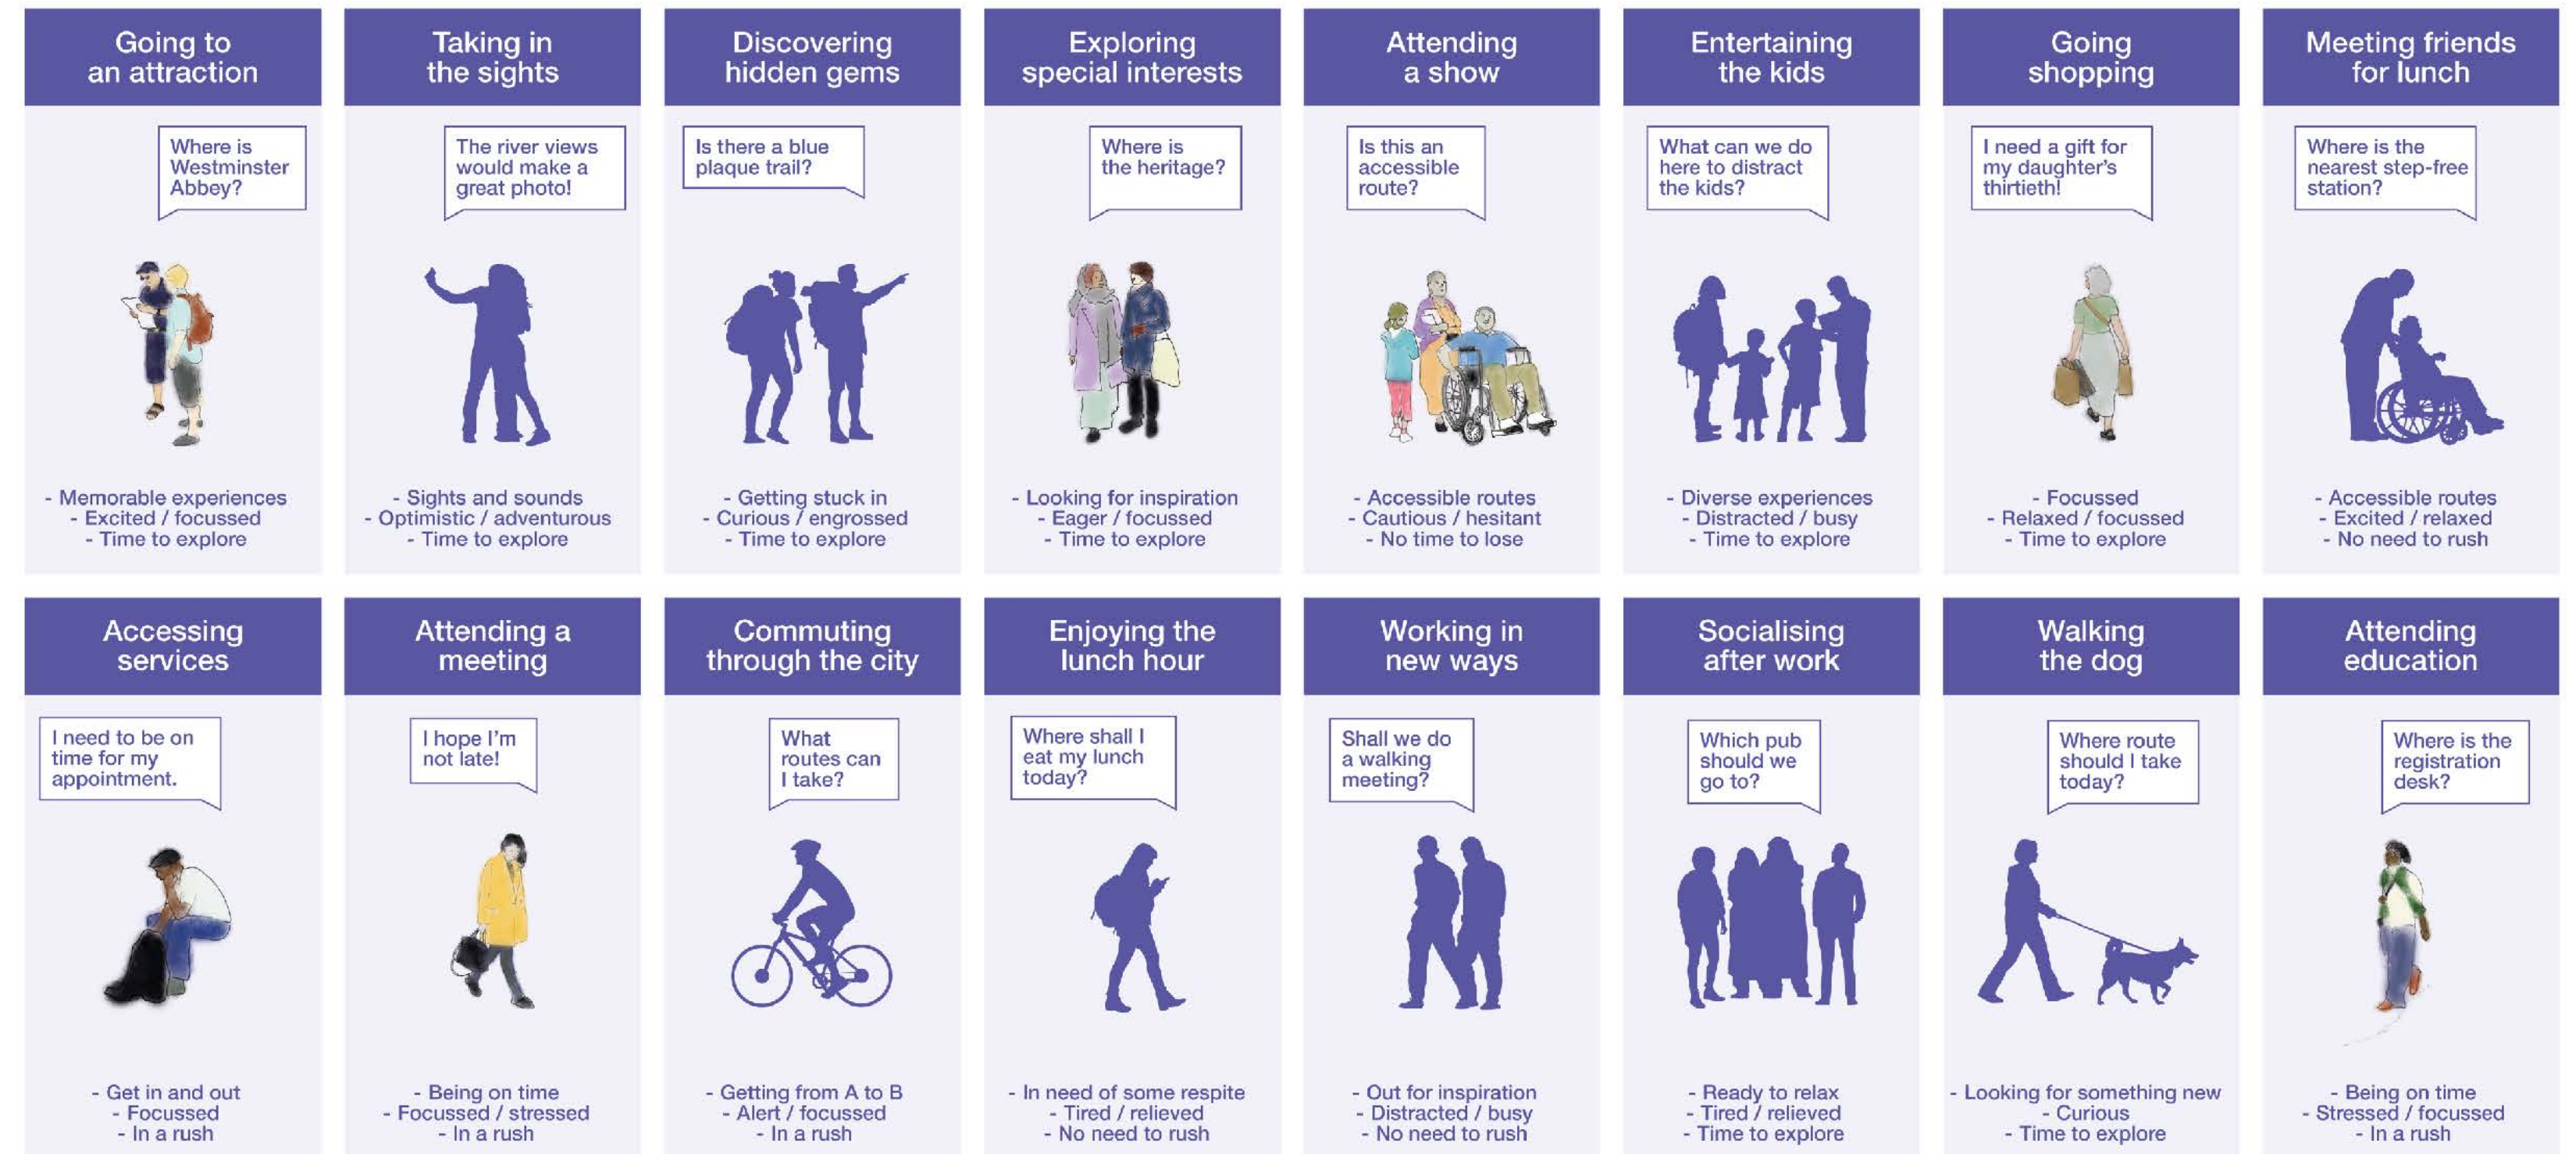 Going to
an attraction
Where is
Westminster
Abbey?
- Memorable experiences
- Excited / focussed
- Time to explore
Taking in
the sights
The river views
would make a
great photo!
- Sights and sounds
- Optimistic / adventurous
- Time to explore
Discovering
hidden gems
Is there a blue
plaque trail?
- Getting stuck in
- Curious / engrossed
- Time to explore
Exploring
special interests
Where is
the heritage?
- Looking for inspiration
- Eager / focussed
- Time to explore
Attending
a show
Is this an
accessible
route?
- Accessible routes
- Cautious / hesitant
- No time to lose
Entertaining
the kids
What can we do
here to distract
the kids?
- Diverse experiences
- Distracted / busy
- Time to explore
Going
shopping
I need a gift for
my daughter's
thirtieth!
- Focussed
- Relaxed / focussed
- Time to explore
Meeting friends
for lunch
Where is the
nearest step-free
station?
- Accessible routes
- Excited / relaxed
- No need to rush
Accessing
services
I need to be on
time for my
appointment.
- Get in and out
- Focussed
- In a rush
Attending a
meeting
I hope I'm
not late!
- Being on time
- Focussed / stressed
- In a rush
Commuting
through the city
What
routes can
I take?
- Getting from A to B
- Alert / focussed
- In a rush
Enjoying the
lunch hour
Where shall I
eat my lunch
today?
- In need of some respite
- Tired / relieved
- No need to rush
Working in
new ways
Shall we do
a walking
meeting?
- Out for inspiration
- Distracted / busy
- No need to rush
Socialising
after work
Which pub
should we
go to?
- Ready to relax
- Tired / relieved
- Time to explore
Walking
the dog
Where route
should I take
today?
- Looking for something new
- Curious
- Time to explore
Attending
education
Where is the
registration
desk?
- Being on time
- Stressed / focussed
- In a rush